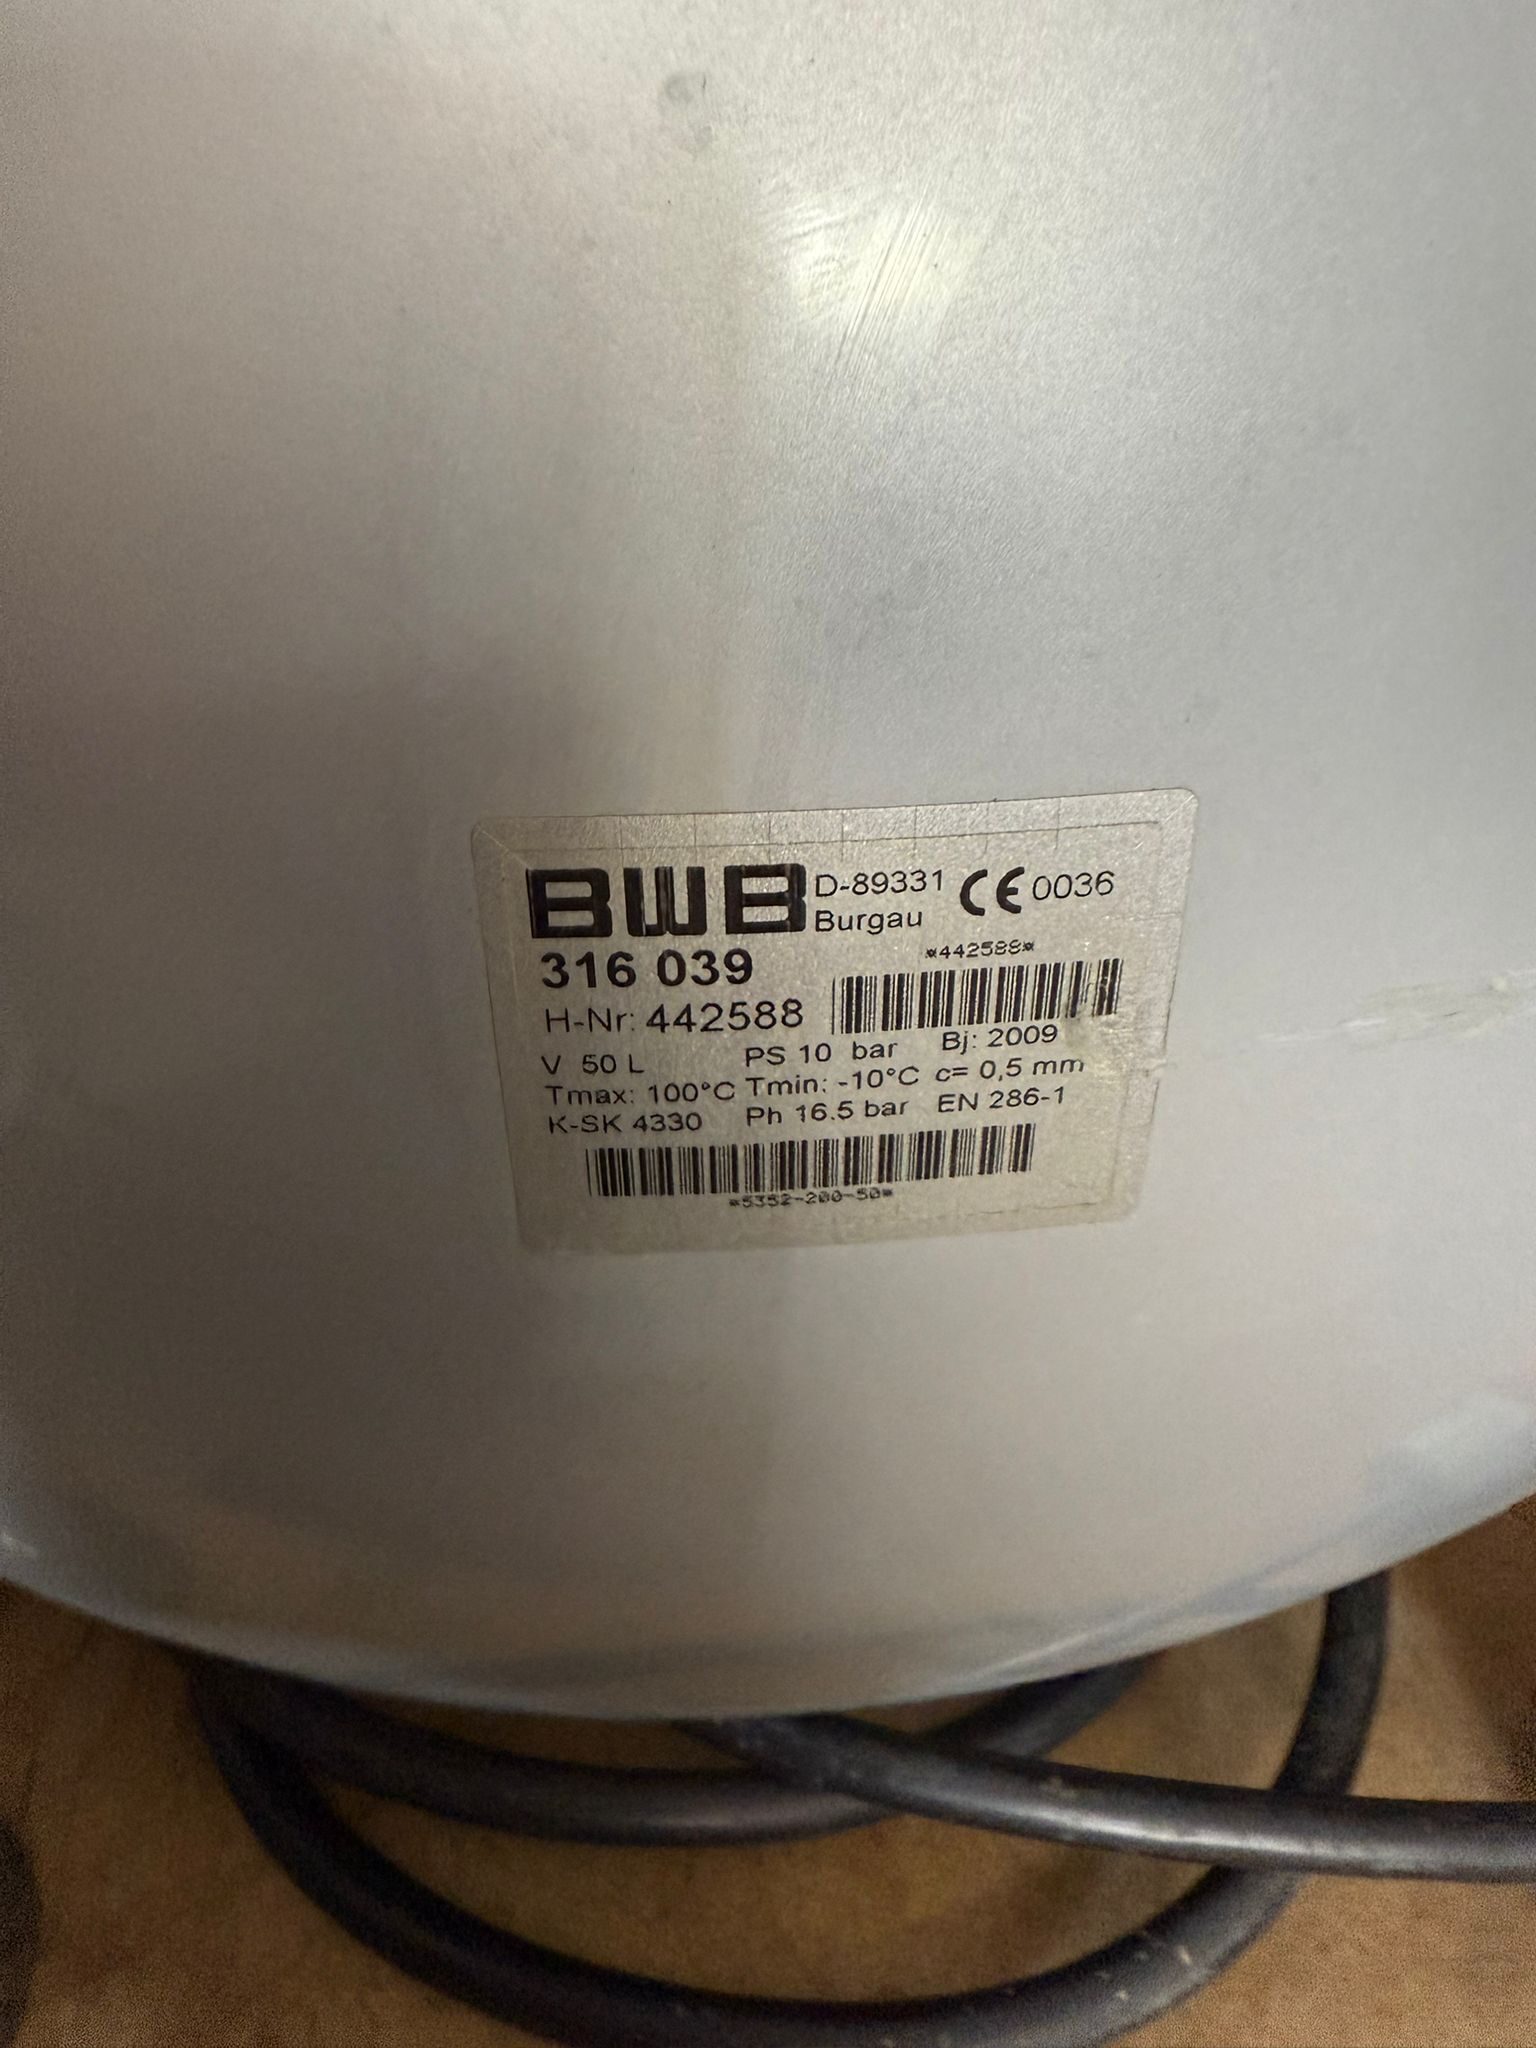 BWB D-89331 CE 0036
Burgau
316 039 *442588*
H-Nr: 442588
V 50 L PS 10 bar Bj: 2009
Tmax: 100°C Tmin: -10°C c= 0,5 mm
K-SK 4330 Ph 16.5 bar EN 286-1
*5352-200-50*